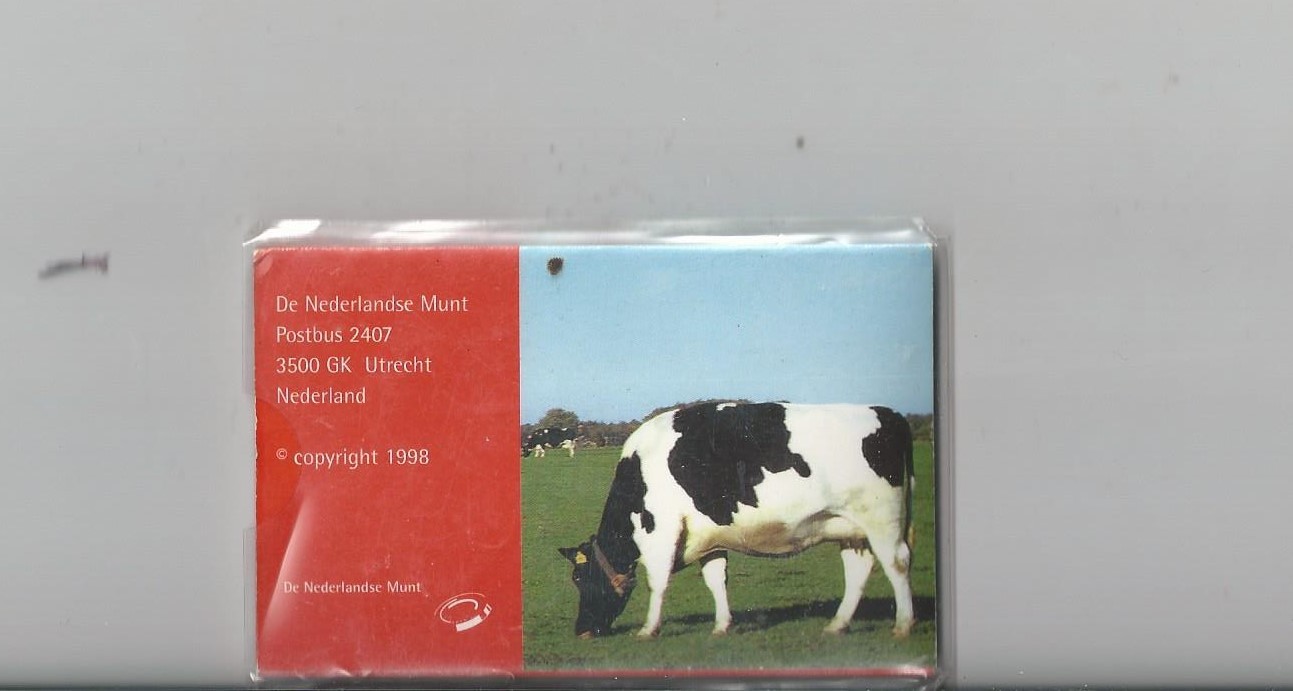 De Nederlandse Munt
Postbus 2407
3500 GK Utrecht
Nederland
© copyright 1998
De Nederlandse Munt